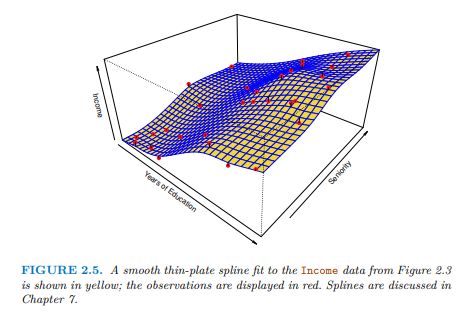 Income
Years of Education
Seniority
FIGURE 2.5. A smooth thin-plate spline fit to the Income data from Figure 2.3
is shown in yellow; the observations are displayed in red. Splines are discussed in
Chapter 7.